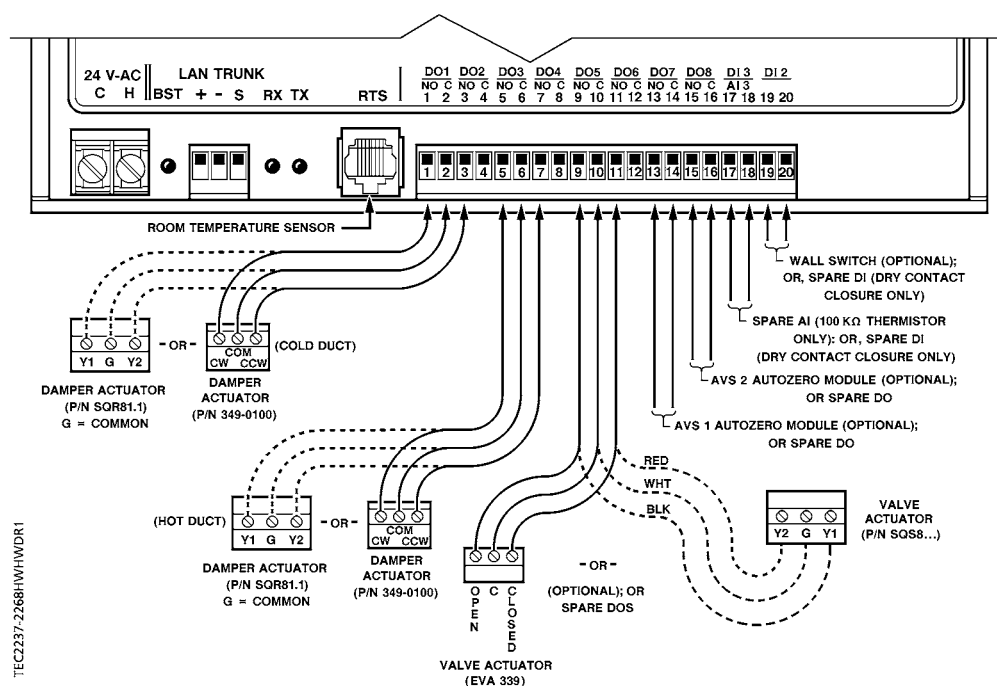 24 V-AC
C H
BST
LAN TRUNK
+ - S
RX TX
RTS
DO1 DO2 DO3 DO4 DO5 DO6 DO7 DO8 DI 3 DI 2
NO C NO C NO C NO C NO C NO C NO C NO C AI 3
1 2 3 4 5 6 7 8 9 10 11 12 13 14 15 16 17 18 19 20
1 2 3 4 5 6 7 8 9 10 11 12 13 14 15 16 17 18 19 20
ROOM TEMPERATURE SENSOR
WALL SWITCH (OPTIONAL);
OR, SPARE DI (DRY CONTACT
CLOSURE ONLY)
SPARE AI (100 KΩ THERMISTOR
ONLY): OR, SPARE DI
(DRY CONTACT CLOSURE ONLY)
AVS 2 AUTOZERO MODULE (OPTIONAL);
OR SPARE DO
AVS 1 AUTOZERO MODULE (OPTIONAL);
OR SPARE DO
Y1 G Y2
- OR -
COM
CW CCW
(COLD DUCT)
DAMPER ACTUATOR
(P/N SQR81.1)
G = COMMON
DAMPER
ACTUATOR
(P/N 349-0100)
(HOT DUCT)
Y1 G Y2
- OR -
COM
CW CCW
DAMPER ACTUATOR
(P/N SQR81.1)
G = COMMON
DAMPER
ACTUATOR
(P/N 349-0100)
RED
WHT
BLK
OPEN
C
CLOSED
VALVE ACTUATOR
(EVA 339)
- OR -
(OPTIONAL); OR
SPARE DOS
Y2 G Y1
VALVE
ACTUATOR
(P/N SQS8...)
TEC2237-2268HWHWDR1